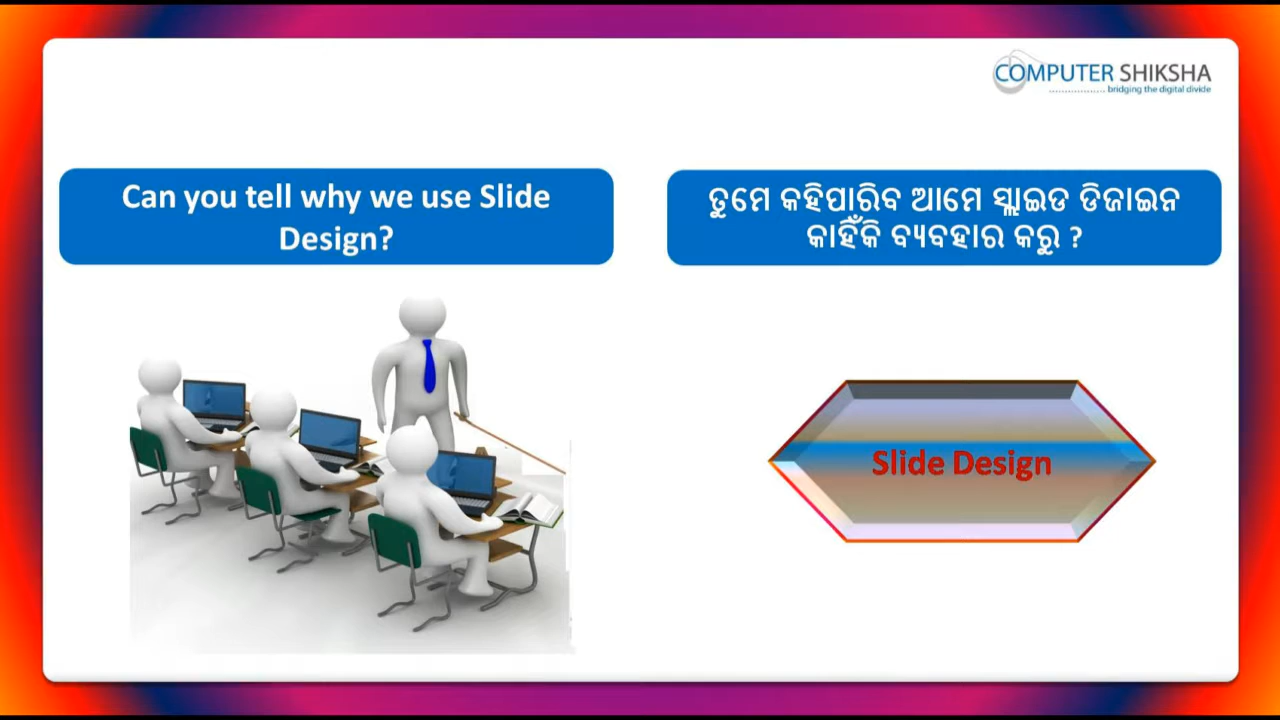 COMPUTER SHIKSHA
bridging the digital divide
Can you tell why we use Slide
Design?
ତୁମେ କହିପାରିବ ଆମେ ସ୍ଲାଇଡ ଡିଜାଇନ
କାହିଁକି ବ୍ୟବହାର କରୁ ?
Slide Design